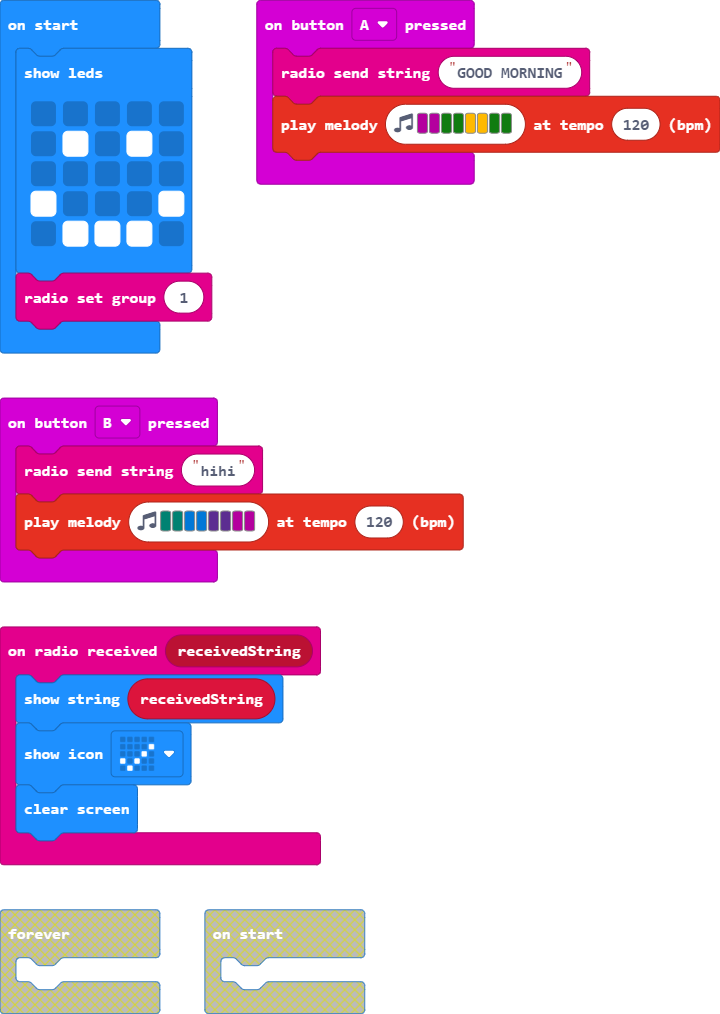 on start
show leds
radio set group 1
on button A pressed
radio send string "GOOD MORNING"
play melody at tempo 120 (bpm)
on button B pressed
radio send string "hihi"
play melody at tempo 120 (bpm)
on radio received receivedString
show string receivedString
show icon
clear screen
forever
on start